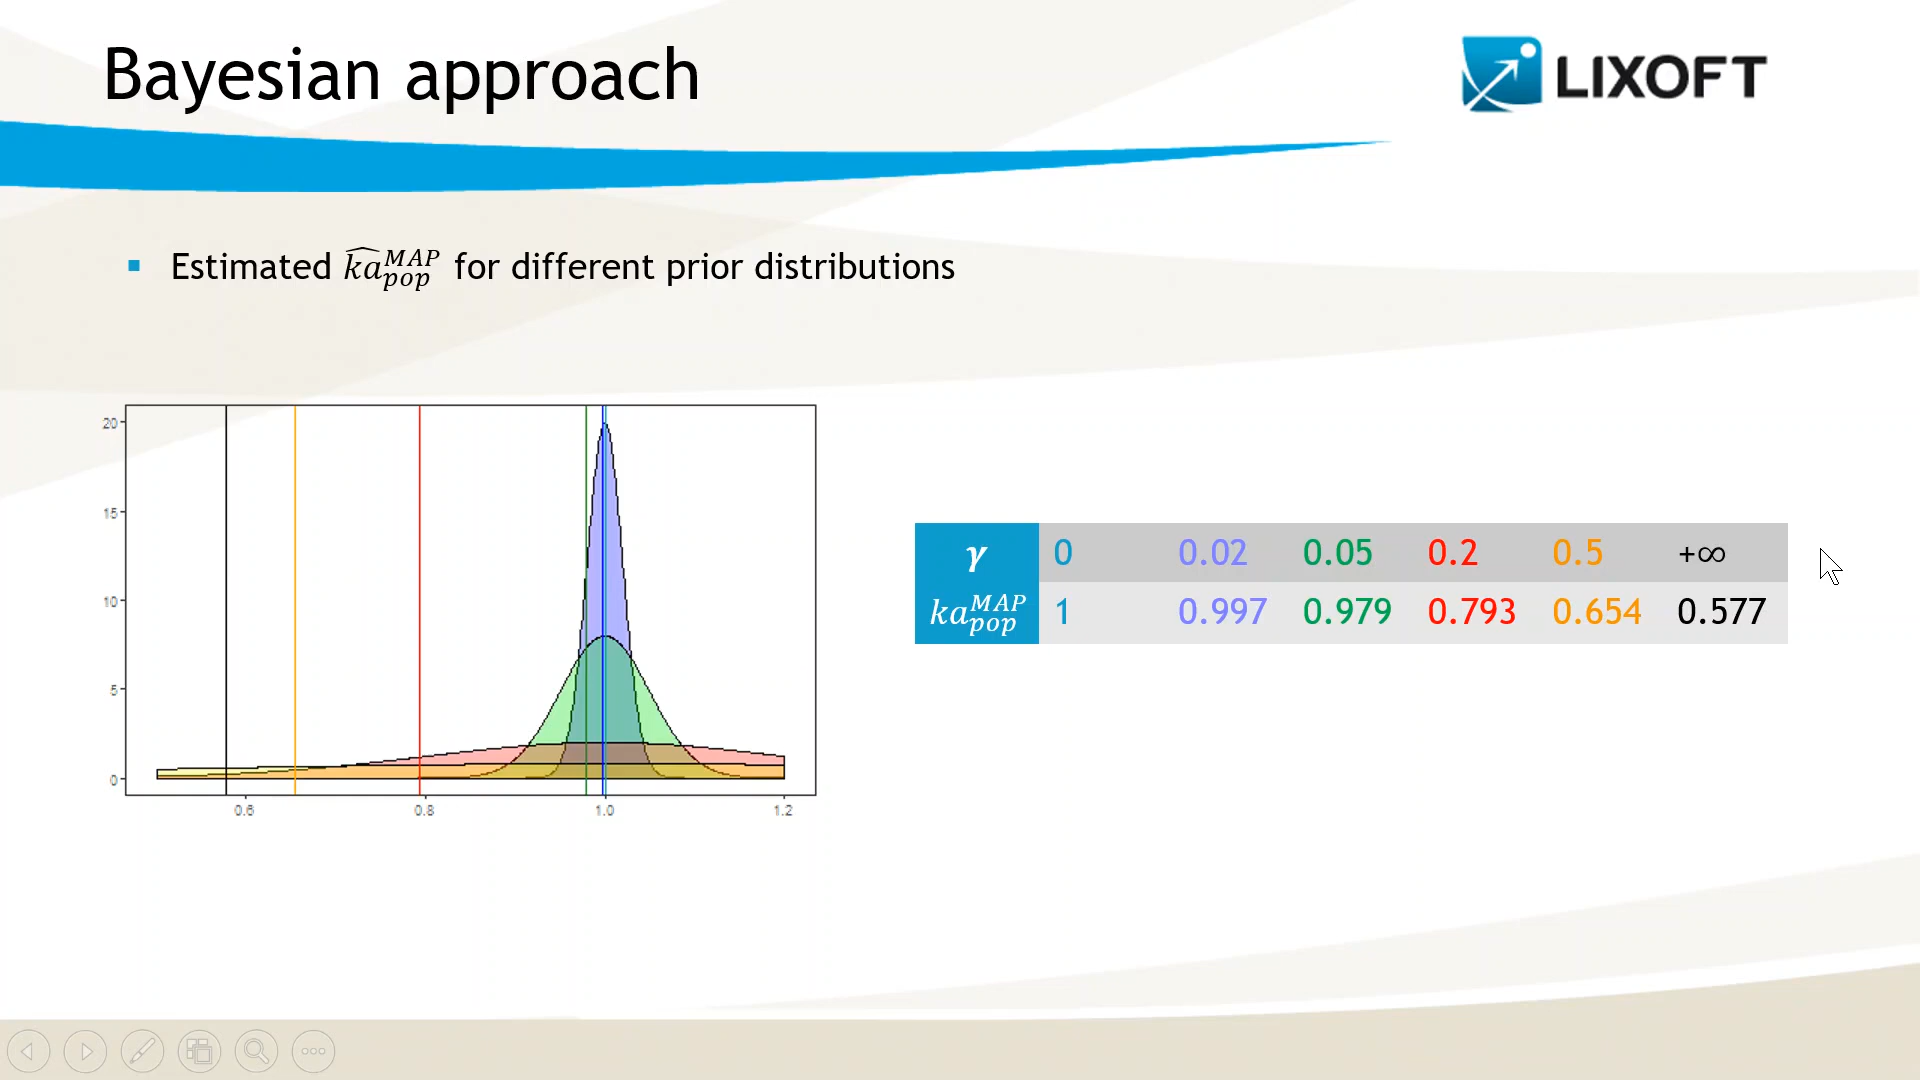 Bayesian approach
LIXOFT
▪ Estimated $\widehat{ka}_{pop}^{MAP}$ for different prior distributions
20
15
10
5
0
0.6 0.8 1.0 1.2
γ 0 0.02 0.05 0.2 0.5 +∞
$ka_{pop}^{MAP}$ 1 0.997 0.979 0.793 0.654 0.577